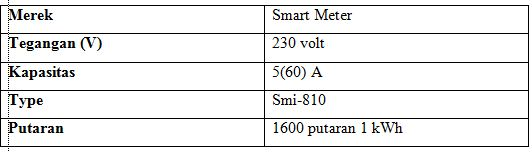 Merek Smart Meter
Tegangan (V) 230 volt
Kapasitas 5(60) A
Type Smi-810
Putaran 1600 putaran 1 kWh